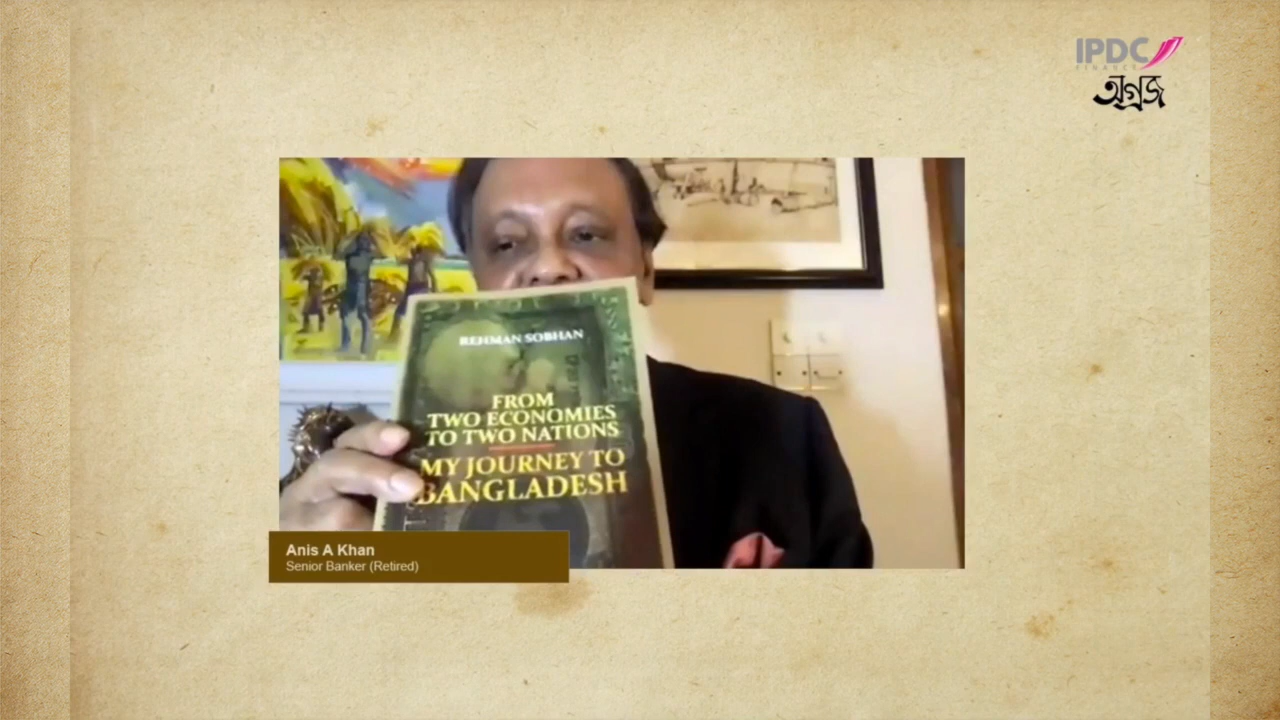 IPDC
FINANCE
অগ্রজ
REHMAN SOBHAN
FROM
TWO ECONOMIES
TO TWO NATIONS
MY JOURNEY TO
BANGLADESH
Anis A Khan
Senior Banker (Retired)